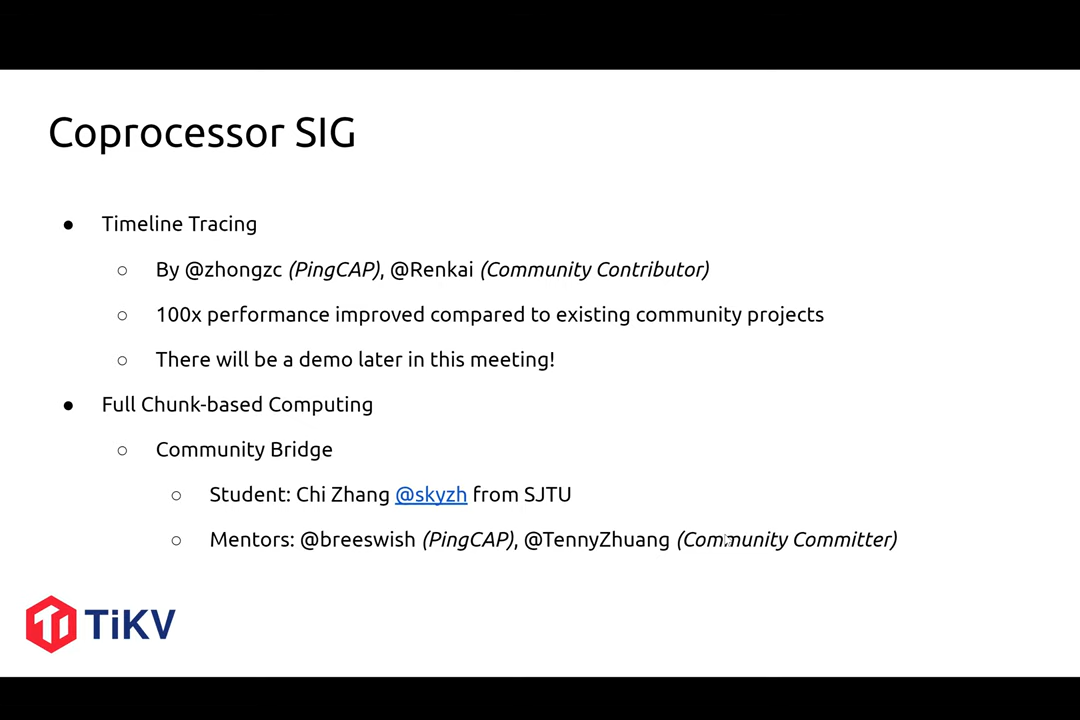 Coprocessor SIG
● Timeline Tracing
○ By @zhongzc (PingCAP), @Renkai (Community Contributor)
○ 100x performance improved compared to existing community projects
○ There will be a demo later in this meeting!
● Full Chunk-based Computing
○ Community Bridge
○ Student: Chi Zhang @skyzh from SJTU
○ Mentors: @breeswish (PingCAP), @TennyZhuang (Community Committer)
TiKV